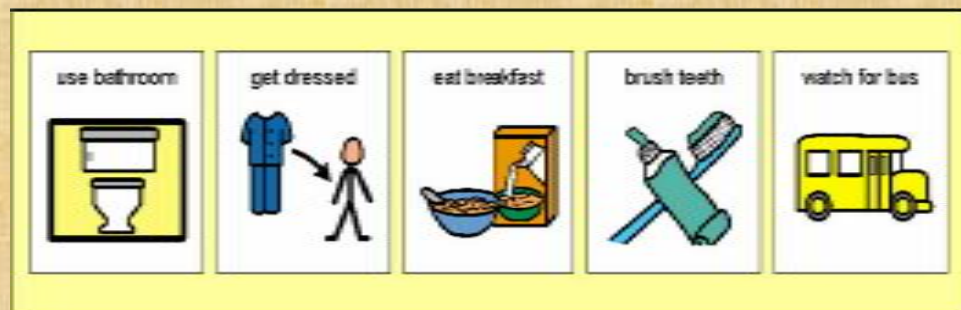 use bathroom
get dressed
eat breakfast
brush teeth
watch for bus